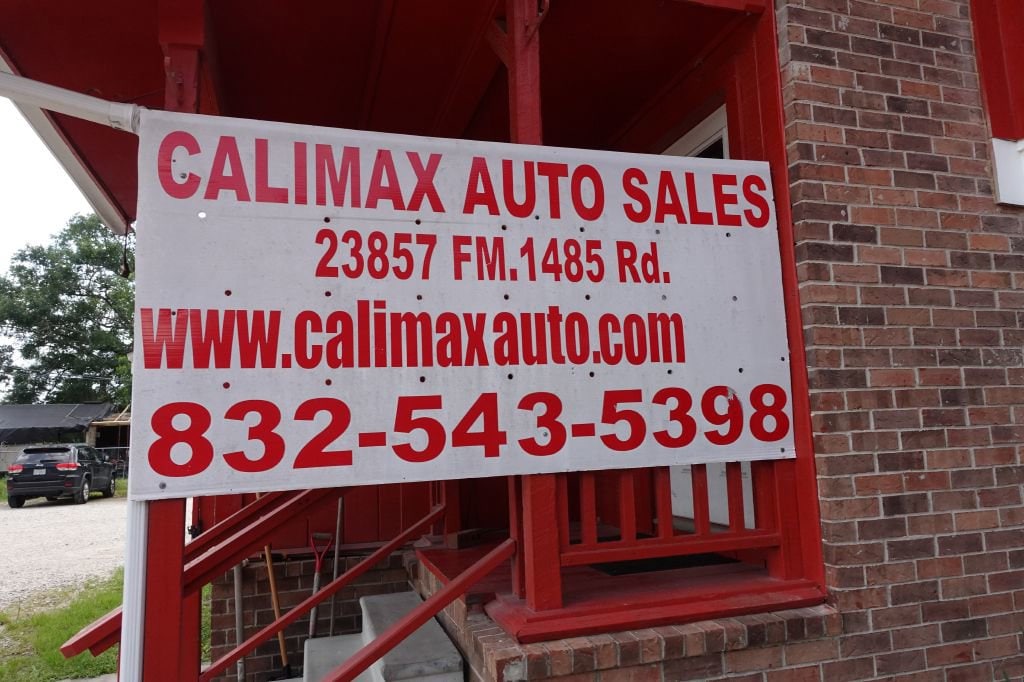 CALIMAX AUTO SALES
23857 FM.1485 Rd.
www.calimaxauto.com
832-543-5398